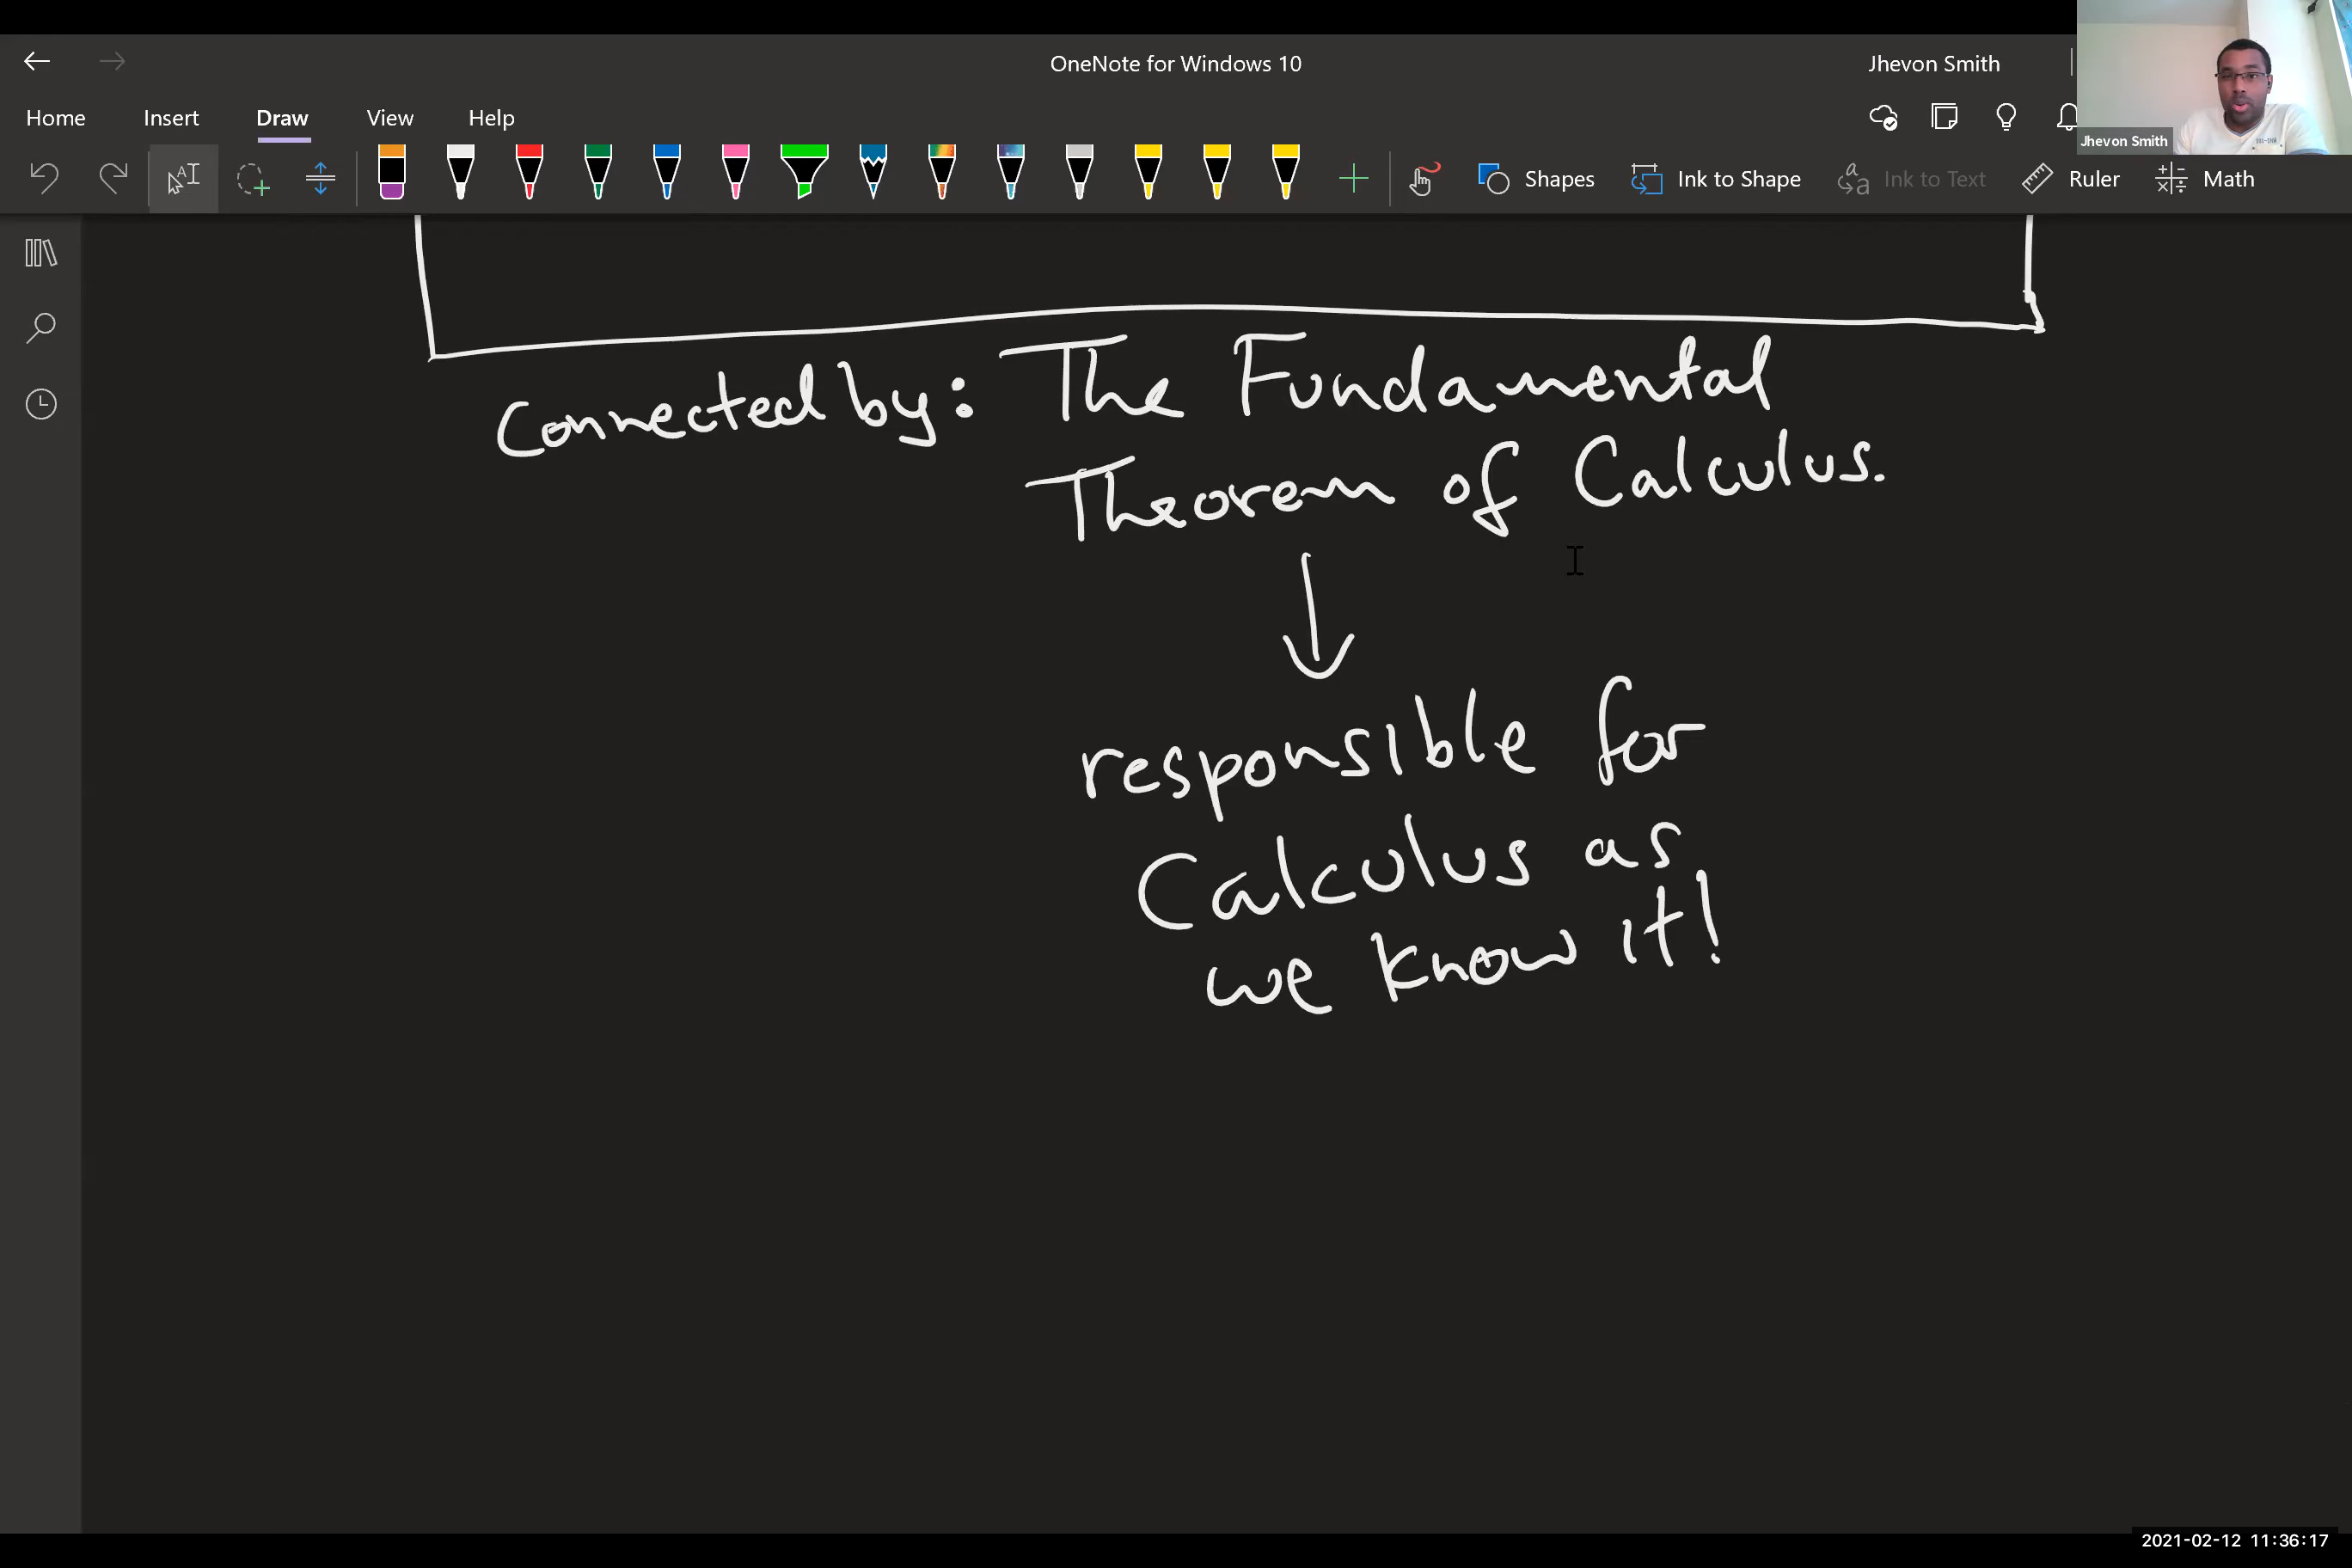 OneNote for Windows 10
Jhevon Smith
Home Insert Draw View Help
Jhevon Smith
Shapes Ink to Shape Ink to Text Ruler Math
Connected by: The Fundamental
Theorem of Calculus.
responsible for
Calculus as
we know it!
2021-02-12 11:36:17